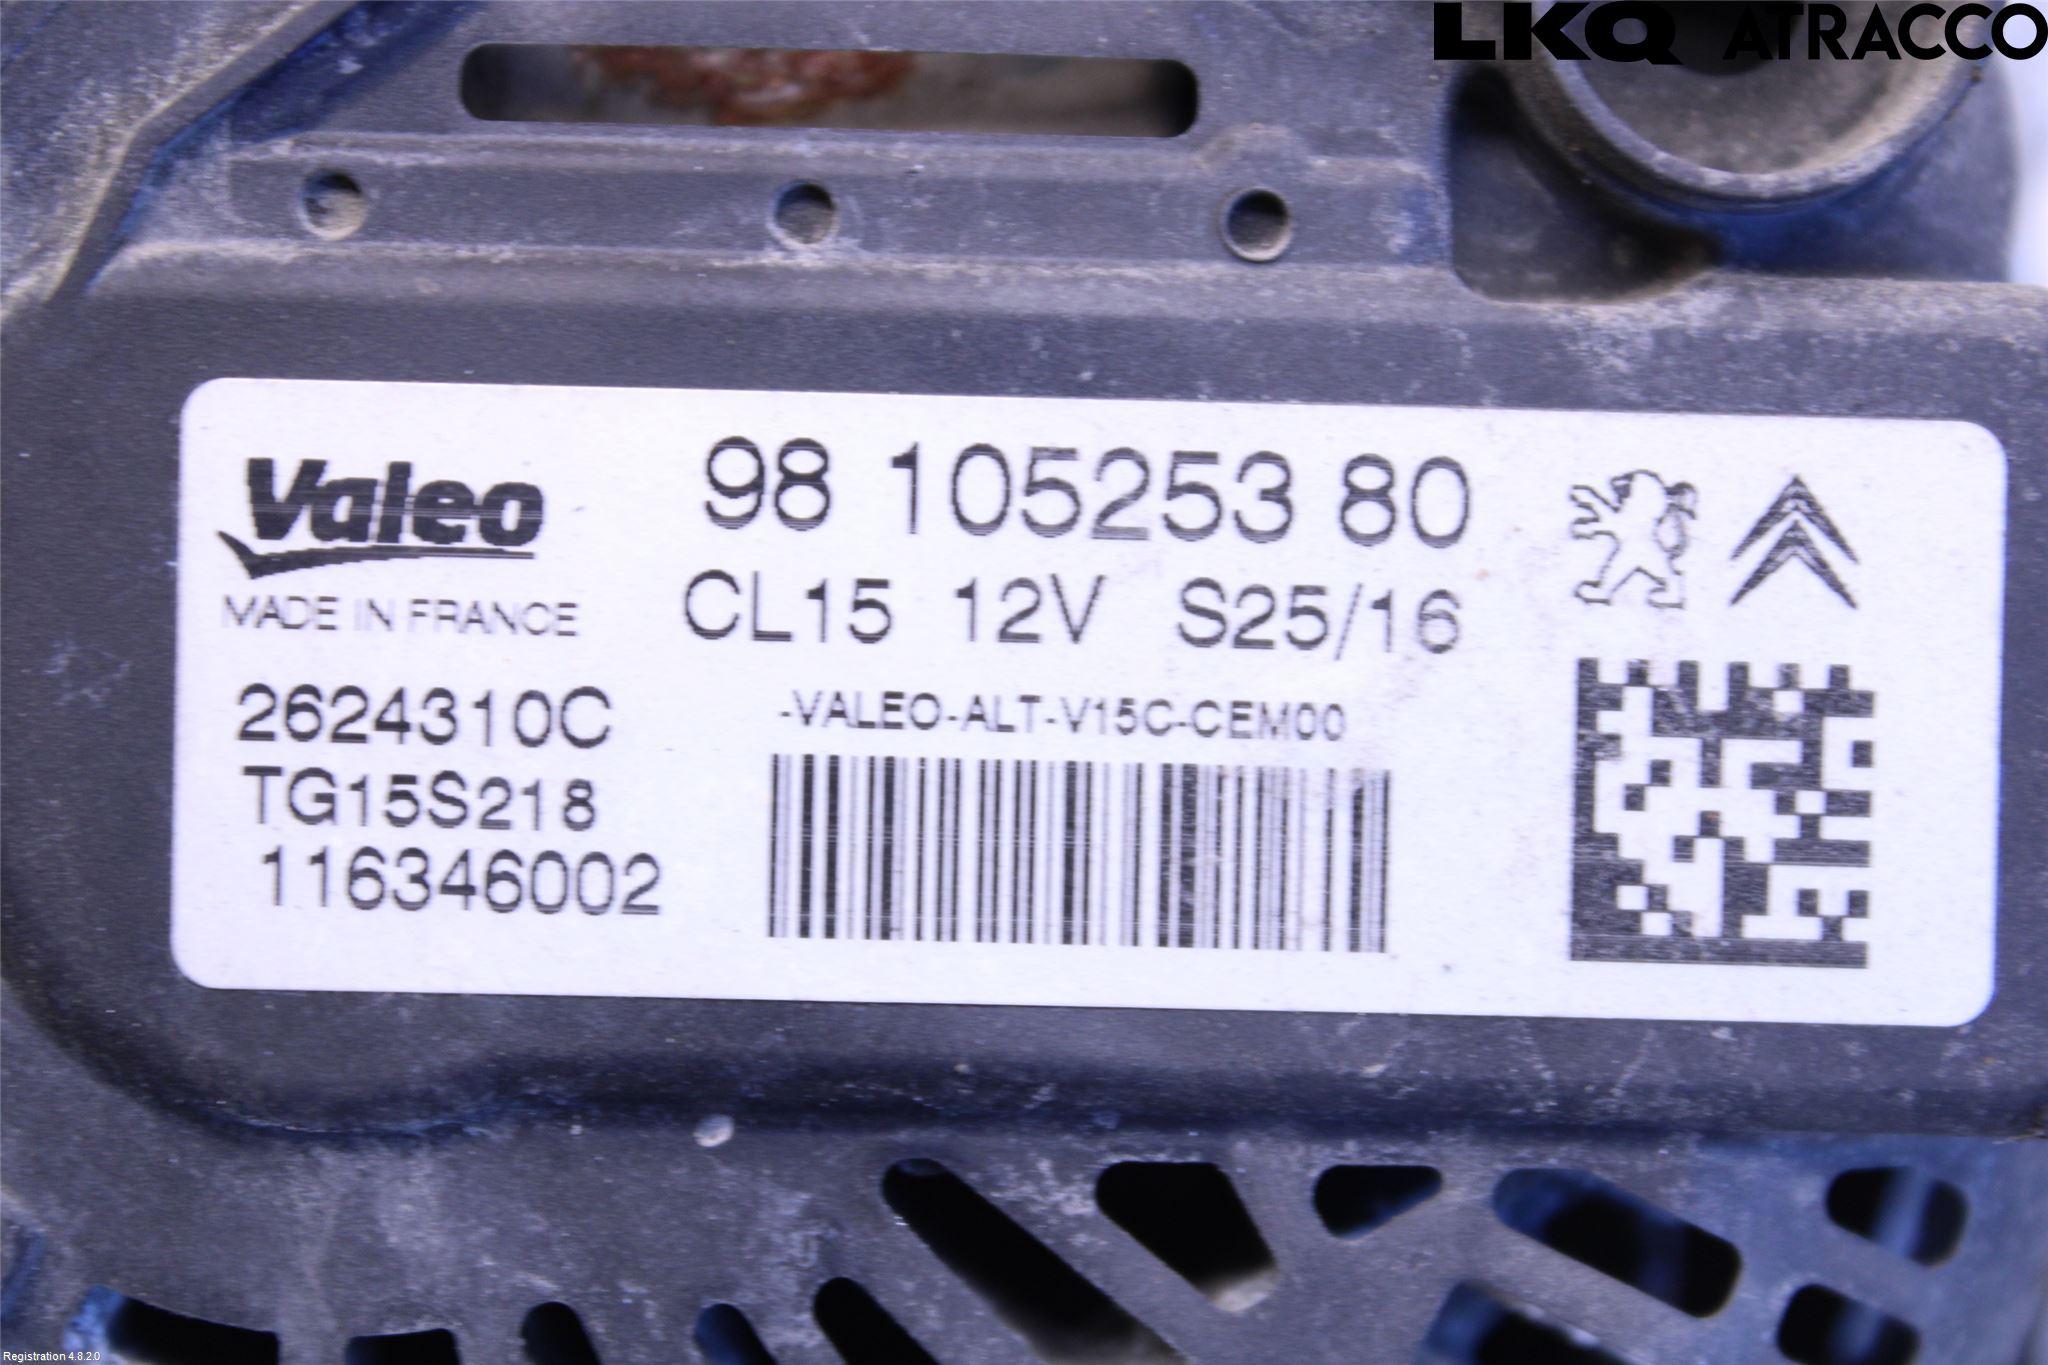 LKQ ATRACCO
Valeo
MADE IN FRANCE
2624310C
TG15S218
116346002
98 105253 80
CL15 12V S25/16
-VALEO-ALT-V15C-CEM00
Registration 4.8.2.0